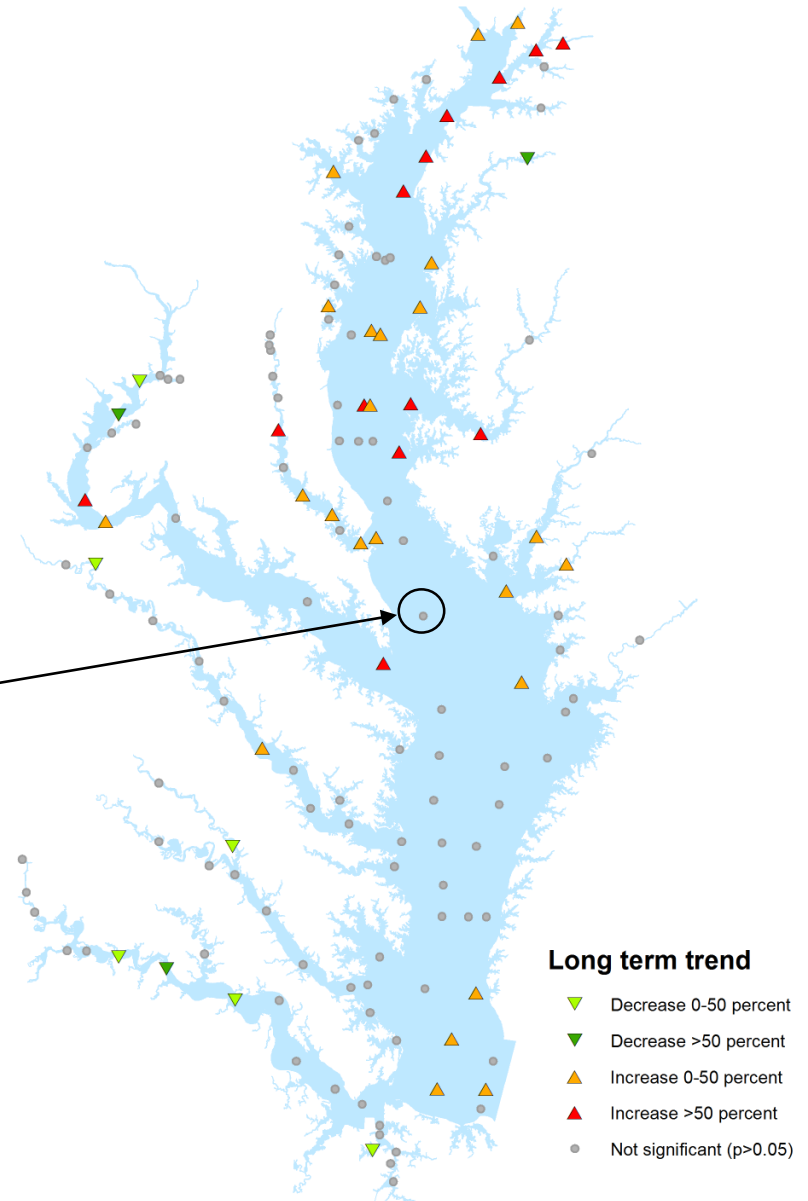 Long term trend
Decrease 0-50 percent
Decrease >50 percent
Increase 0-50 percent
Increase >50 percent
Not significant (p>0.05)